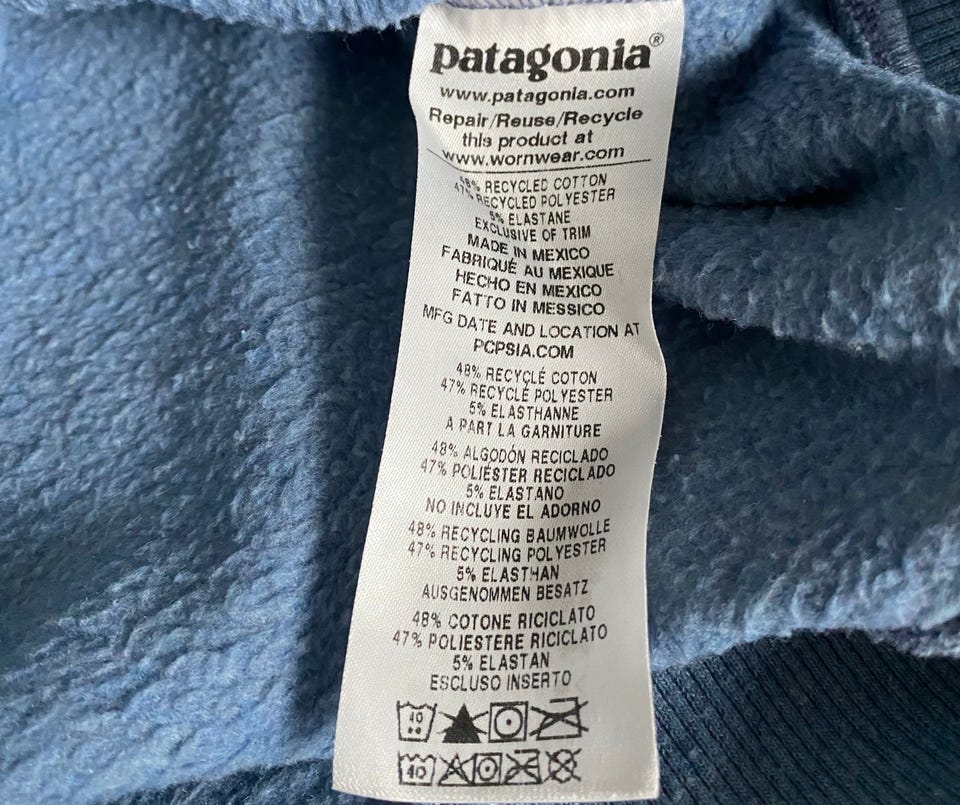 patagonia®
www.patagonia.com
Repair/Reuse/Recycle
this product at
www.wornwear.com
48% RECYCLED COTTON
47% RECYCLED POLYESTER
5% ELASTANE
EXCLUSIVE OF TRIM
MADE IN MEXICO
FABRIQUÉ AU MEXIQUE
HECHO EN MEXICO
FATTO IN MESSICO
MFG DATE AND LOCATION AT
PCPSIA.COM
48% RECYCLÉ COTON
47% RECYCLÉ POLYESTER
5% ELASTHANNE
À PART LA GARNITURE
48% ALGODÓN RECICLADO
47% POLIÉSTER RECICLADO
5% ELASTANO
NO INCLUYE EL ADORNO
48% RECYCLING BAUMWOLLE
47% RECYCLING POLYESTER
5% ELASTHAN
AUSGENOMMEN BESATZ
48% COTONE RICICLATO
47% POLIESTERE RICICLATO
5% ELASTAN
ESCLUSO INSERTO
40
40